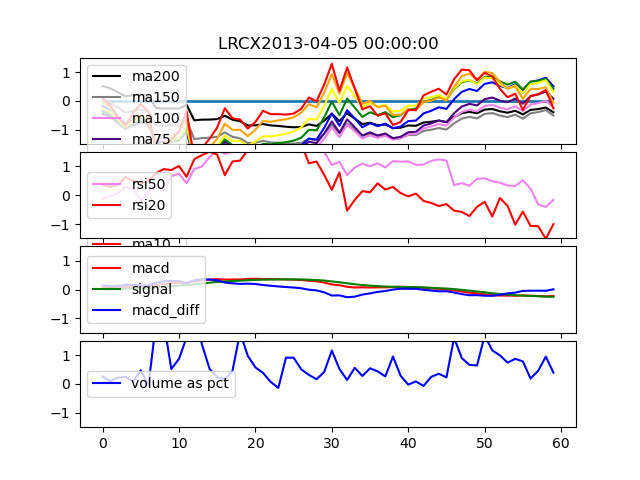 LRCX2013-04-05 00:00:00
1
0
−1
ma200
ma150
ma100
ma75
1
0
−1
rsi50
rsi20
ma10
1
0
−1
macd
signal
macd_diff
1
0
−1
volume as pct
0
10
20
30
40
50
60